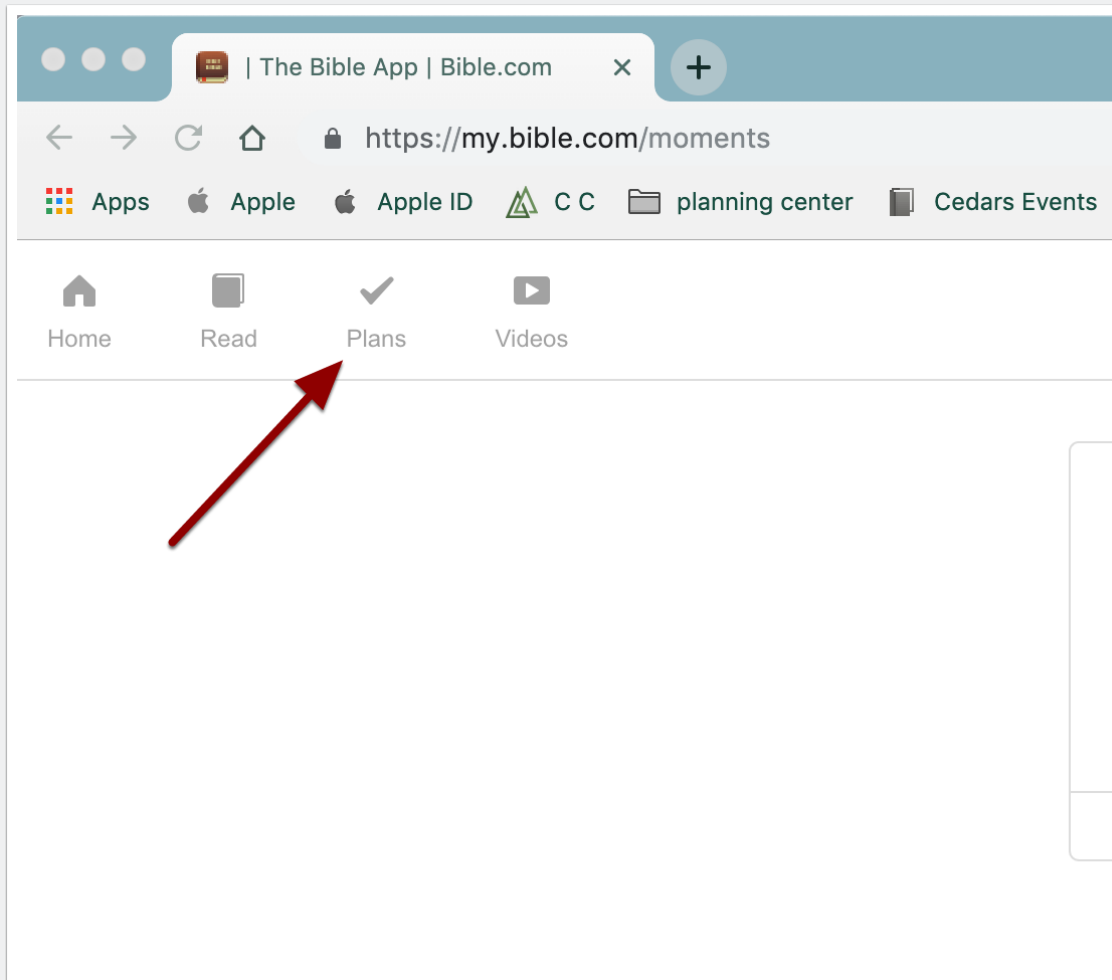 | The Bible App | Bible.com
https://my.bible.com/moments
Apps Apple Apple ID C C planning center Cedars Events
Home Read Plans Videos